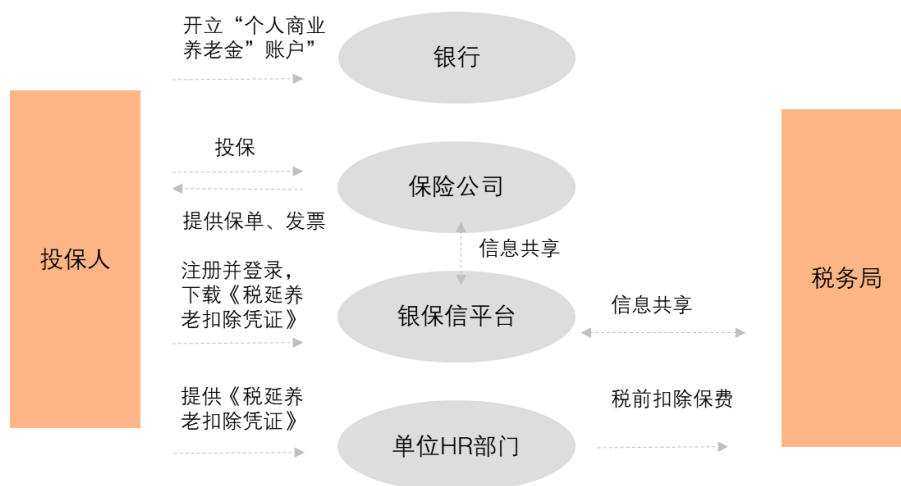 开立“个人商业
养老金”账户”
银行
投保
保险公司
提供保单、发票
信息共享
投保人
注册并登录，
下载《税延养
老扣除凭证》
银保信平台
信息共享
税务局
提供《税延养
老扣除凭证》
单位HR部门
税前扣除保费